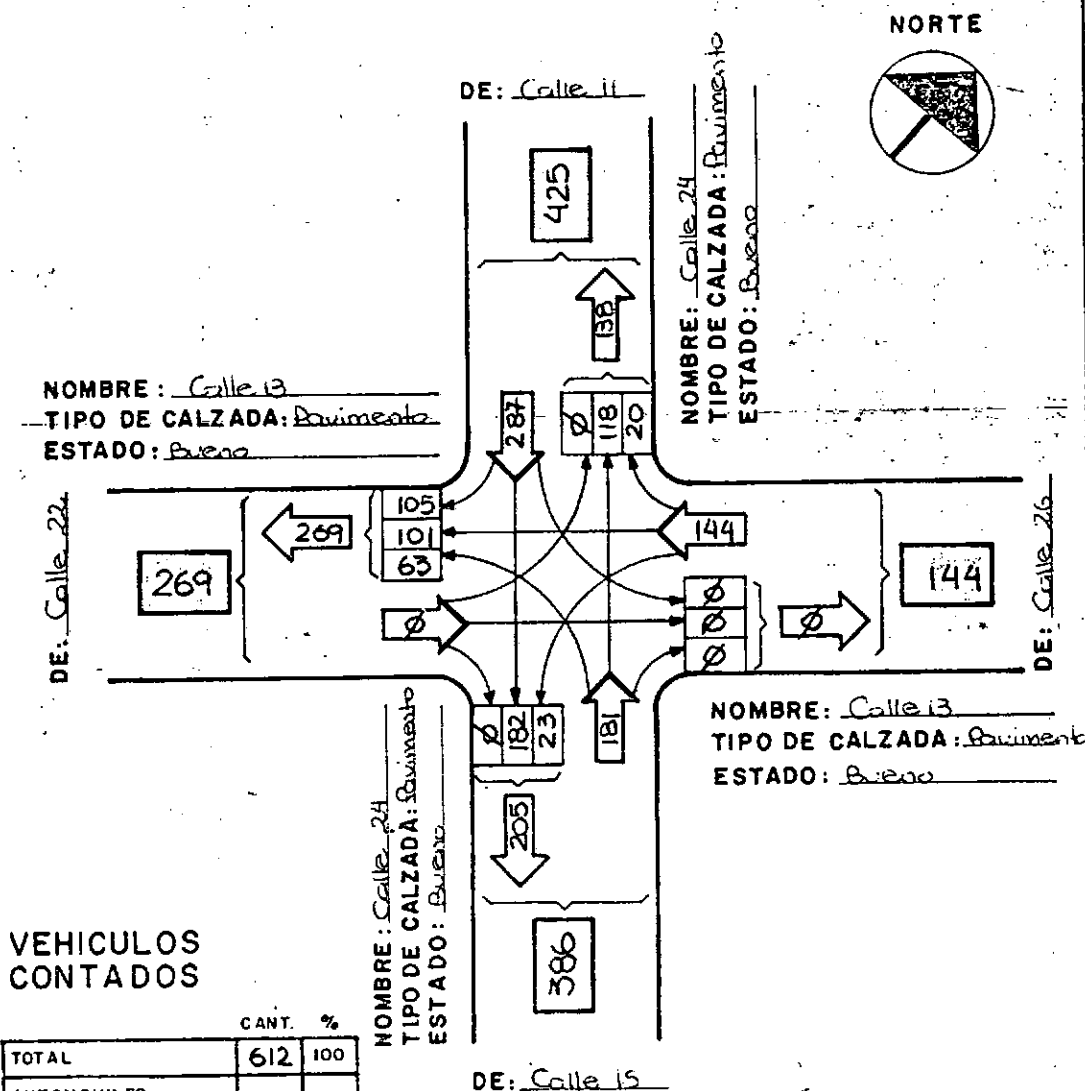 NORTE
DE: Calle 11
425
NOMBRE: Calle 24
TIPO DE CALZADA: Pavimento
ESTADO: Bueno
138
Ø 118 20
287
NOMBRE: Calle 13
TIPO DE CALZADA: Pavimento
ESTADO: Bueno
DE: Calle 22
269
269
105
101
63
144
144
DE: Calle 26
Ø
Ø
Ø
Ø
Ø
Ø 182 23
181
205
386
NOMBRE: Calle 13
TIPO DE CALZADA: Pavimento
ESTADO: Bueno
NOMBRE: Calle 24
TIPO DE CALZADA: Pavimento
ESTADO: Bueno
DE: Calle 15
VEHICULOS
CONTADOS
CANT. %
TOTAL 612 100